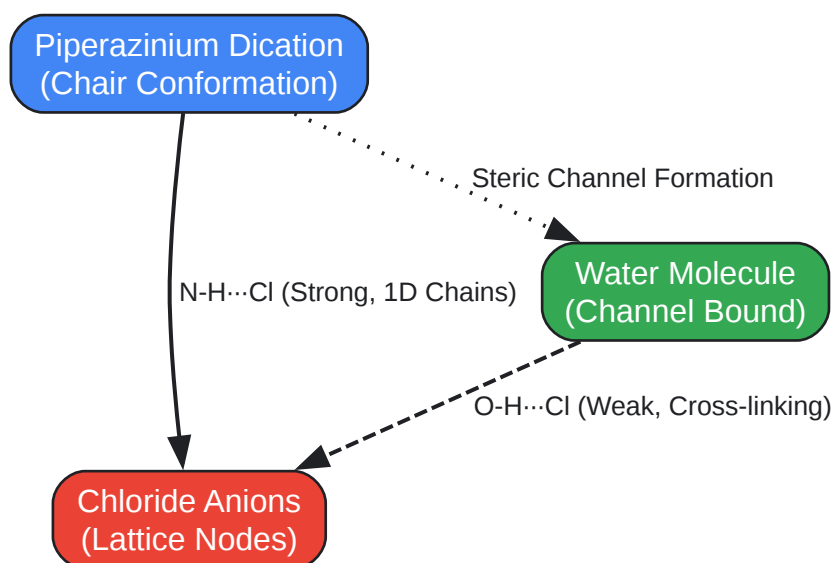 Piperazinium Dication
(Chair Conformation)
Steric Channel Formation
Water Molecule
(Channel Bound)
N-H···Cl (Strong, 1D Chains)
O-H···Cl (Weak, Cross-linking)
Chloride Anions
(Lattice Nodes)